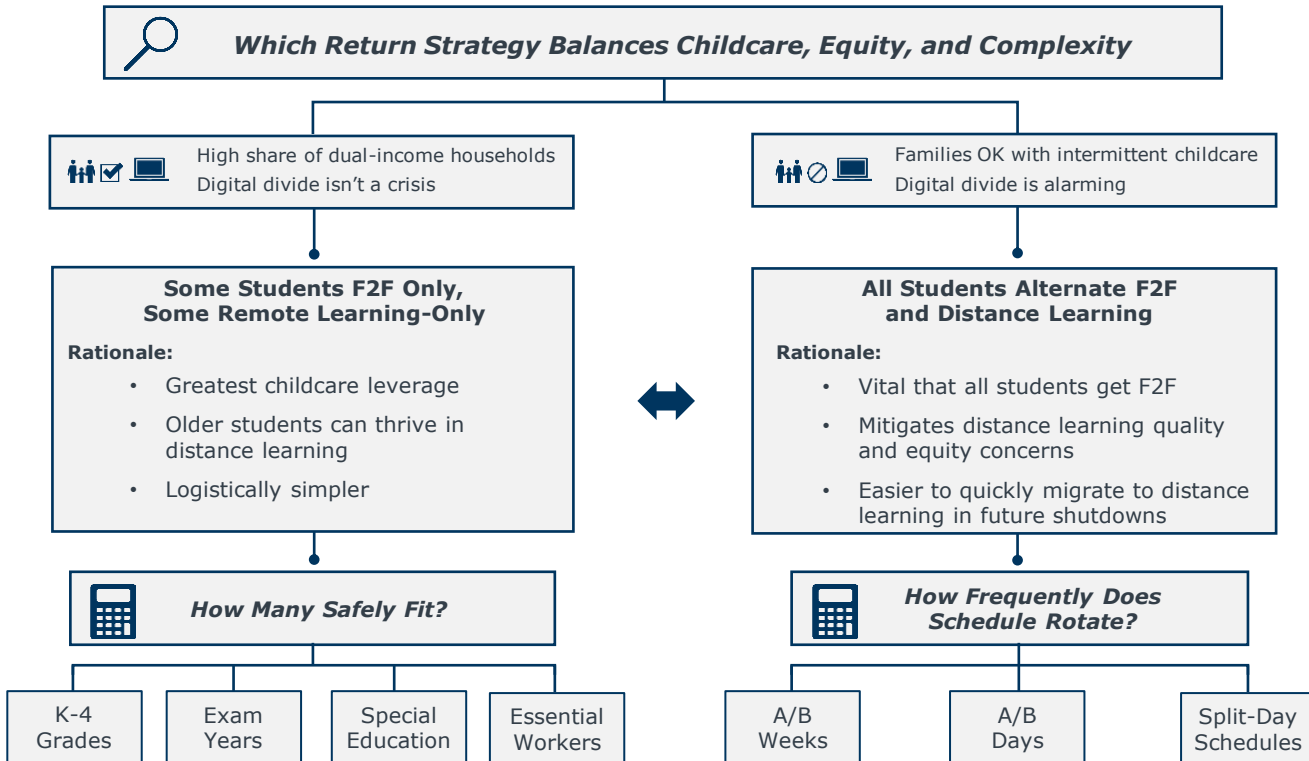 Which Return Strategy Balances Childcare, Equity, and Complexity
High share of dual-income households
Digital divide isn’t a crisis
Families OK with intermittent childcare
Digital divide is alarming
Some Students F2F Only,
Some Remote Learning-Only
Rationale:
• Greatest childcare leverage
• Older students can thrive in
distance learning
• Logistically simpler
All Students Alternate F2F
and Distance Learning
Rationale:
• Vital that all students get F2F
• Mitigates distance learning quality
and equity concerns
• Easier to quickly migrate to distance
learning in future shutdowns
How Many Safely Fit?
How Frequently Does
Schedule Rotate?
K-4
Grades
Exam
Years
Special
Education
Essential
Workers
A/B
Weeks
A/B
Days
Split-Day
Schedules